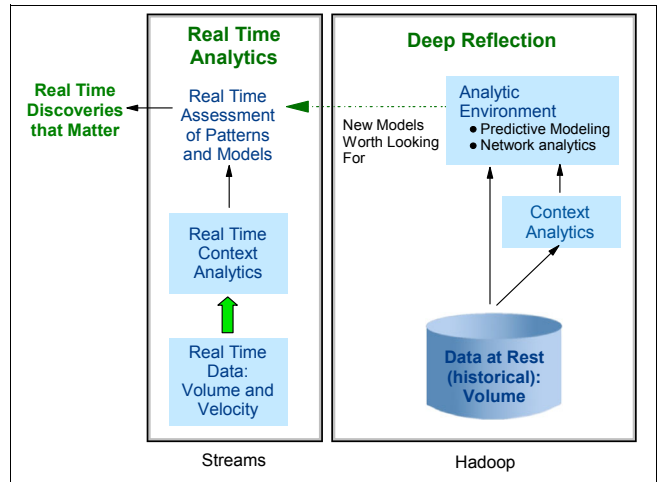 Real Time
Analytics
Deep Reflection
Real Time
Discoveries
that Matter
Real Time
Assessment
of Patterns
and Models
New Models
Worth Looking
For
Analytic
Environment
● Predictive Modeling
● Network analytics
Real Time
Context
Analytics
Context
Analytics
Real Time
Data:
Volume and
Velocity
Data at Rest
(historical):
Volume
Streams
Hadoop